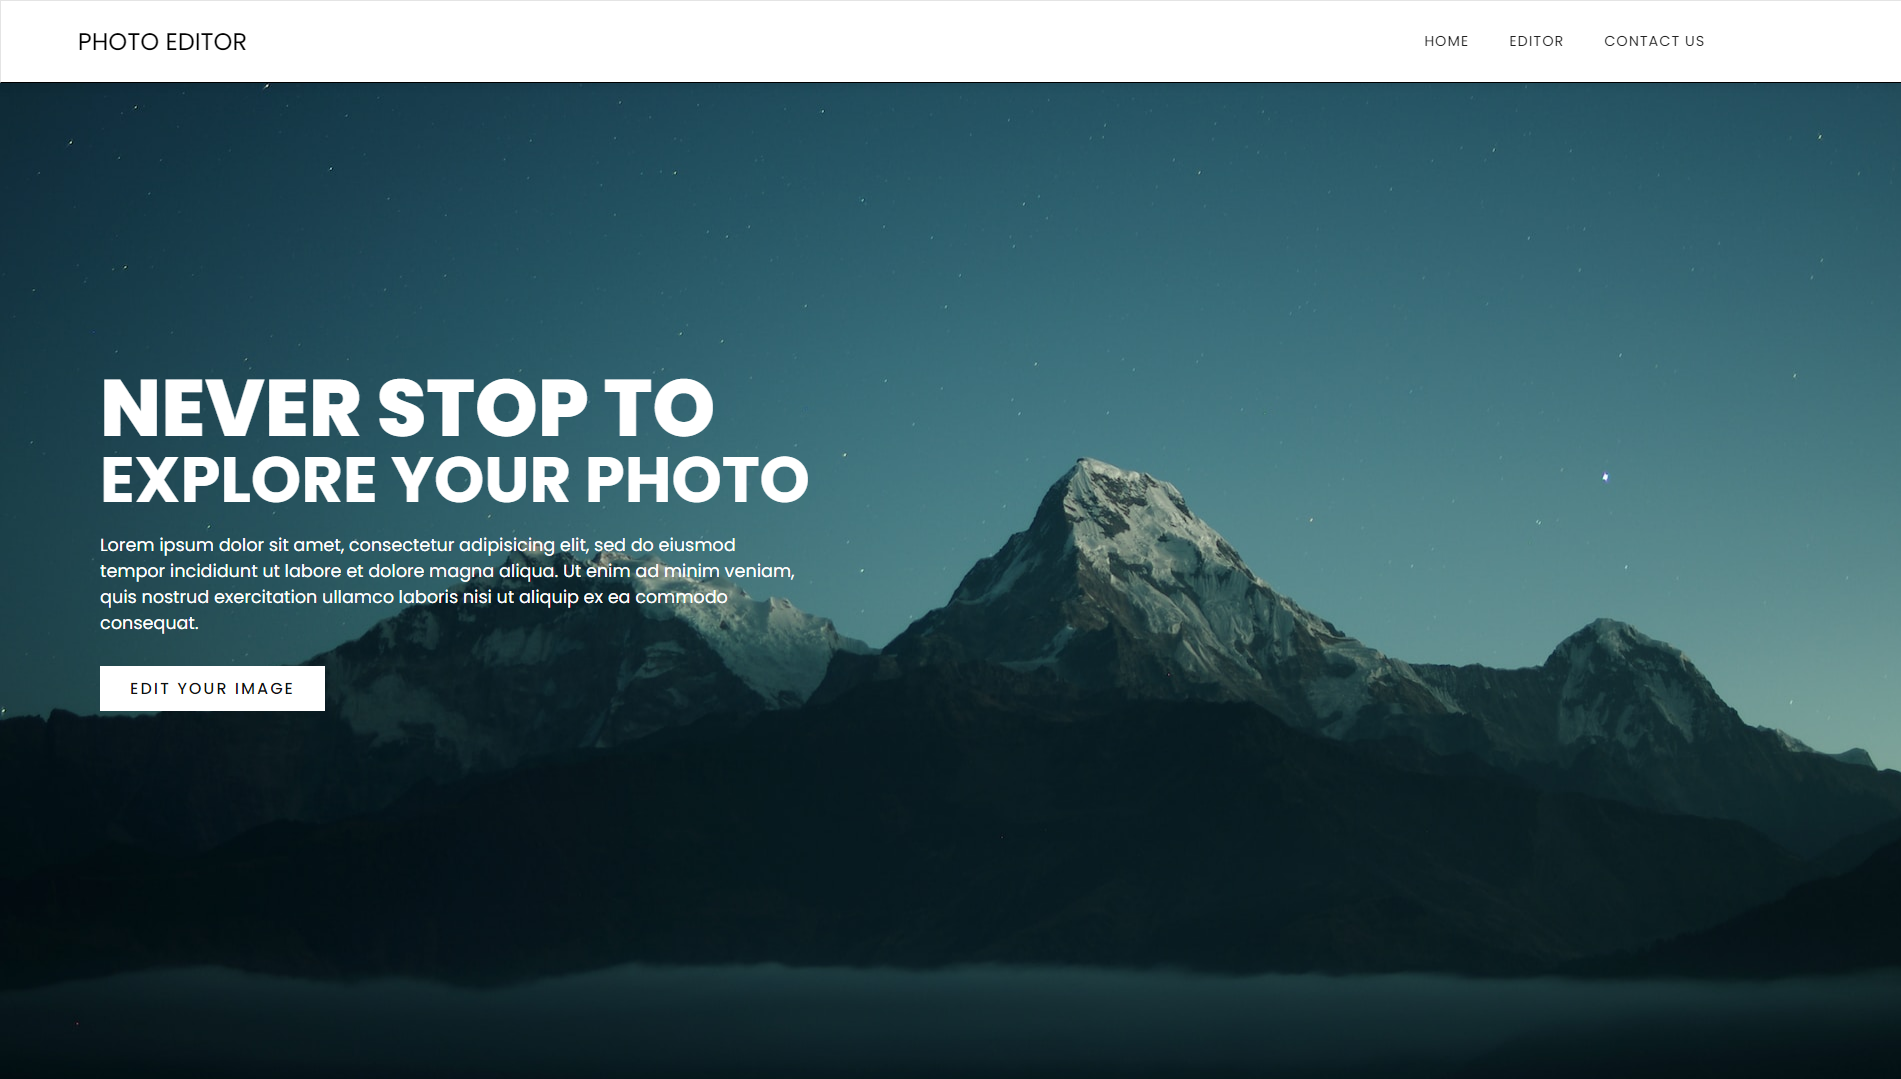 PHOTO EDITOR
HOME EDITOR CONTACT US
NEVER STOP TO
EXPLORE YOUR PHOTO
Lorem ipsum dolor sit amet, consectetur adipisicing elit, sed do eiusmod
tempor incididunt ut labore et dolore magna aliqua. Ut enim ad minim veniam,
quis nostrud exercitation ullamco laboris nisi ut aliquip ex ea commodo
consequat.
EDIT YOUR IMAGE